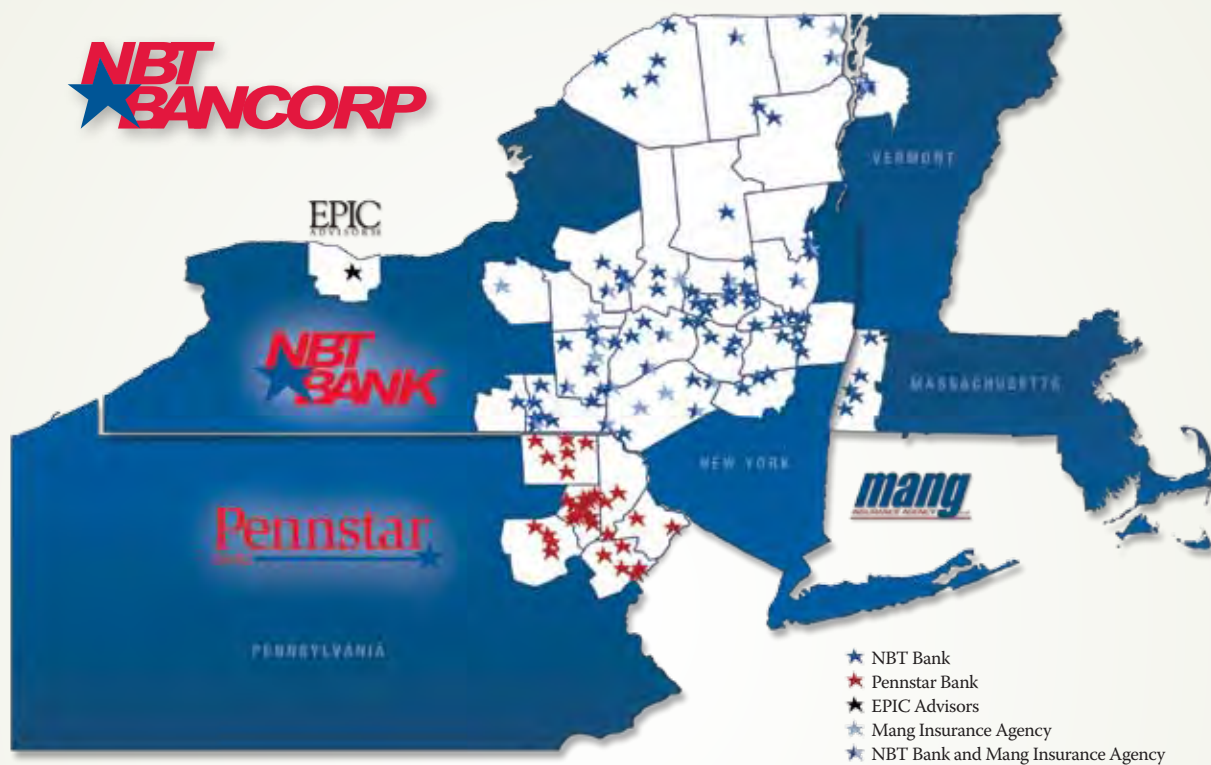 NBT
BANCORP
VERMONT
EPIC
ADVISORS
NBT
BANK
MASSACHUSETTS
NEW YORK
mang
INSURANCE AGENCY
Pennstar
PENNSYLVANIA
NBT Bank
Pennstar Bank
EPIC Advisors
Mang Insurance Agency
NBT Bank and Mang Insurance Agency